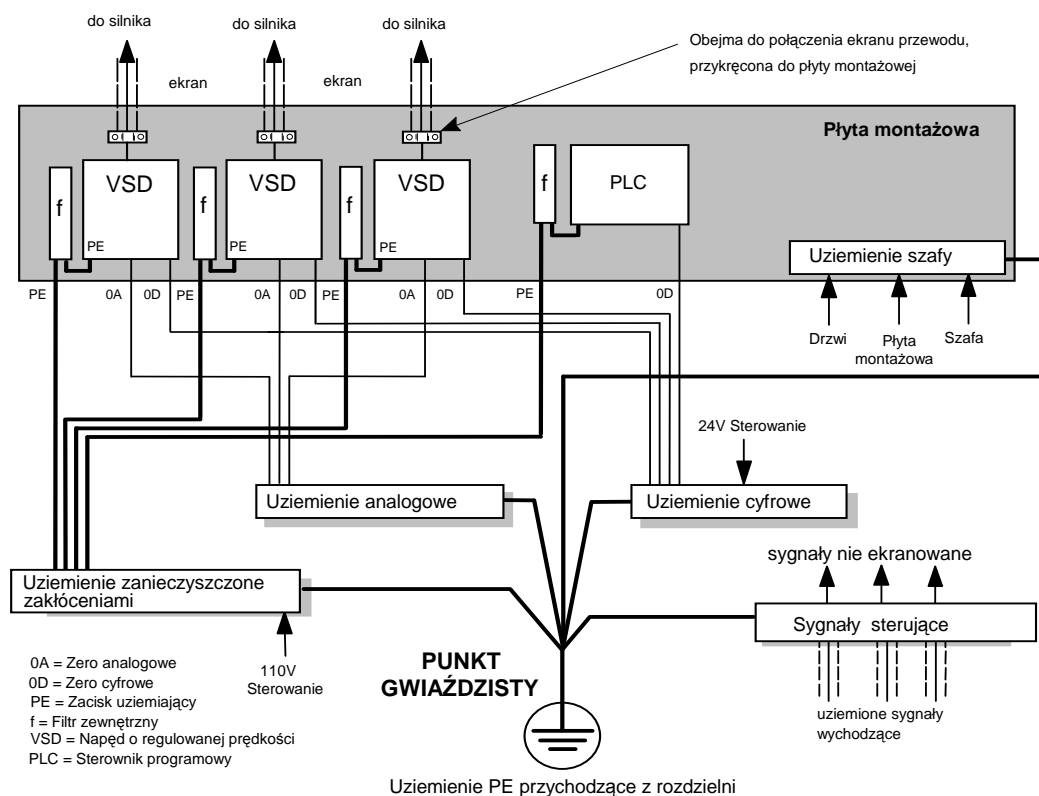 do silnika
do silnika
do silnika
Obejma do połączenia ekranu przewodu,
przykręcona do płyty montażowej
ekran
ekran
Płyta montażowa
f
VSD
PE
f
VSD
PE
f
VSD
PE
f
PLC
Uziemienie szafy
PE
0A
0D
PE
0A
0D
PE
0A
0D
PE
0D
Drzwi
Płyta
montażowa
Szafa
24V Sterowanie
Uziemienie analogowe
Uziemienie cyfrowe
sygnały nie ekranowane
Uziemienie zanieczyszczone
zakłóceniami
Sygnały sterujące
110V
Sterowanie
PUNKT
GWIAŹDZISTY
uziemione sygnały
wychodzące
0A = Zero analogowe
0D = Zero cyfrowe
PE = Zacisk uziemiający
f = Filtr zewnętrzny
VSD = Napęd o regulowanej prędkości
PLC = Sterownik programowy
Uziemienie PE przychodzące z rozdzielni